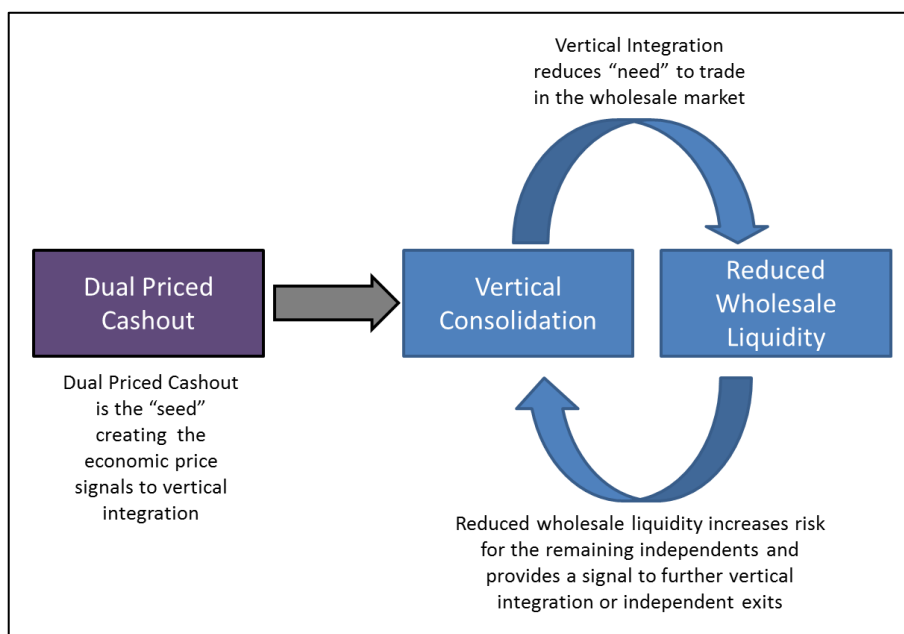 Vertical Integration
reduces “need” to trade
in the wholesale market
Dual Priced
Cashout
Vertical
Consolidation
Reduced
Wholesale
Liquidity
Dual Priced Cashout
is the “seed”
creating the
economic price
signals to vertical
integration
Reduced wholesale liquidity increases risk
for the remaining independents and
provides a signal to further vertical
integration or independent exits